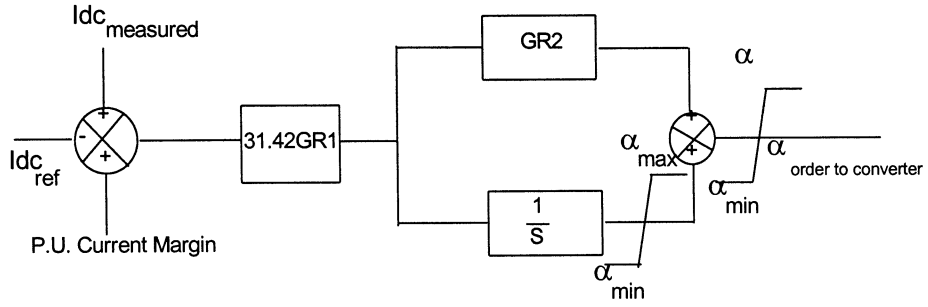 Idc measured
+
-
+
Idc ref
P.U. Current Margin
31.42GR1
GR2
1
S
α max
α min
+
+
α
α min
α order to converter